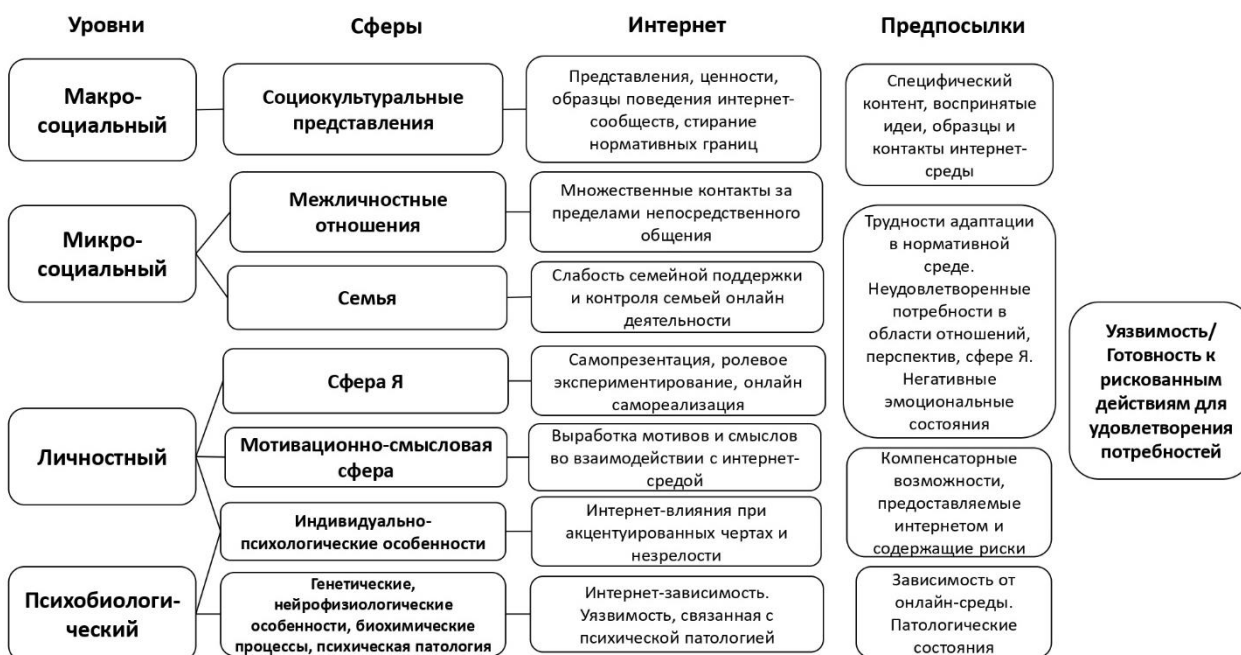 Уровни
Сферы
Интернет
Предпосылки
Макро-
социальный
Социокультуральные
представления
Представления, ценности,
образцы поведения интернет-
сообществ, стирание
нормативных границ
Специфический
контент, воспринятые
идеи, образцы и
контакты интернет-
среды
Микро-
социальный
Межличностные
отношения
Множественные контакты за
пределами непосредственного
общения
Семья
Слабость семейной поддержки
и контроля семьей онлайн
деятельности
Трудности адаптации
в нормативной
среде.
Неудовлетворенные
потребности в
области отношений,
перспектив, сфере Я.
Негативные
эмоциональные
состояния
Личностный
Сфера Я
Самопрезентация, ролевое
экспериментирование, онлайн
самореализация
Мотивационно-смысловая
сфера
Выработка мотивов и смыслов
во взаимодействии с интернет-
средой
Индивидуально-
психологические особенности
Интернет-влияния при
акцентуированных чертах и
незрелости
Компенсаторные
возможности,
предоставляемые
интернетом и
содержащие риски
Психобиологи-
ческий
Генетические,
нейрофизиологические
особенности, биохимические
процессы, психическая патология
Интернет-зависимость.
Уязвимость, связанная с
психической патологией
Зависимость от
онлайн-среды.
Патологические
состояния
Уязвимость/
Готовность к
рискованным
действиям для
удовлетворения
потребностей